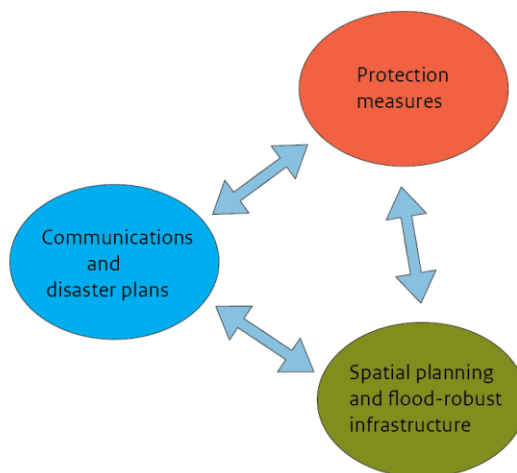 Protection
measures
Communications
and
disaster plans
Spatial planning
and flood-robust
infrastructure